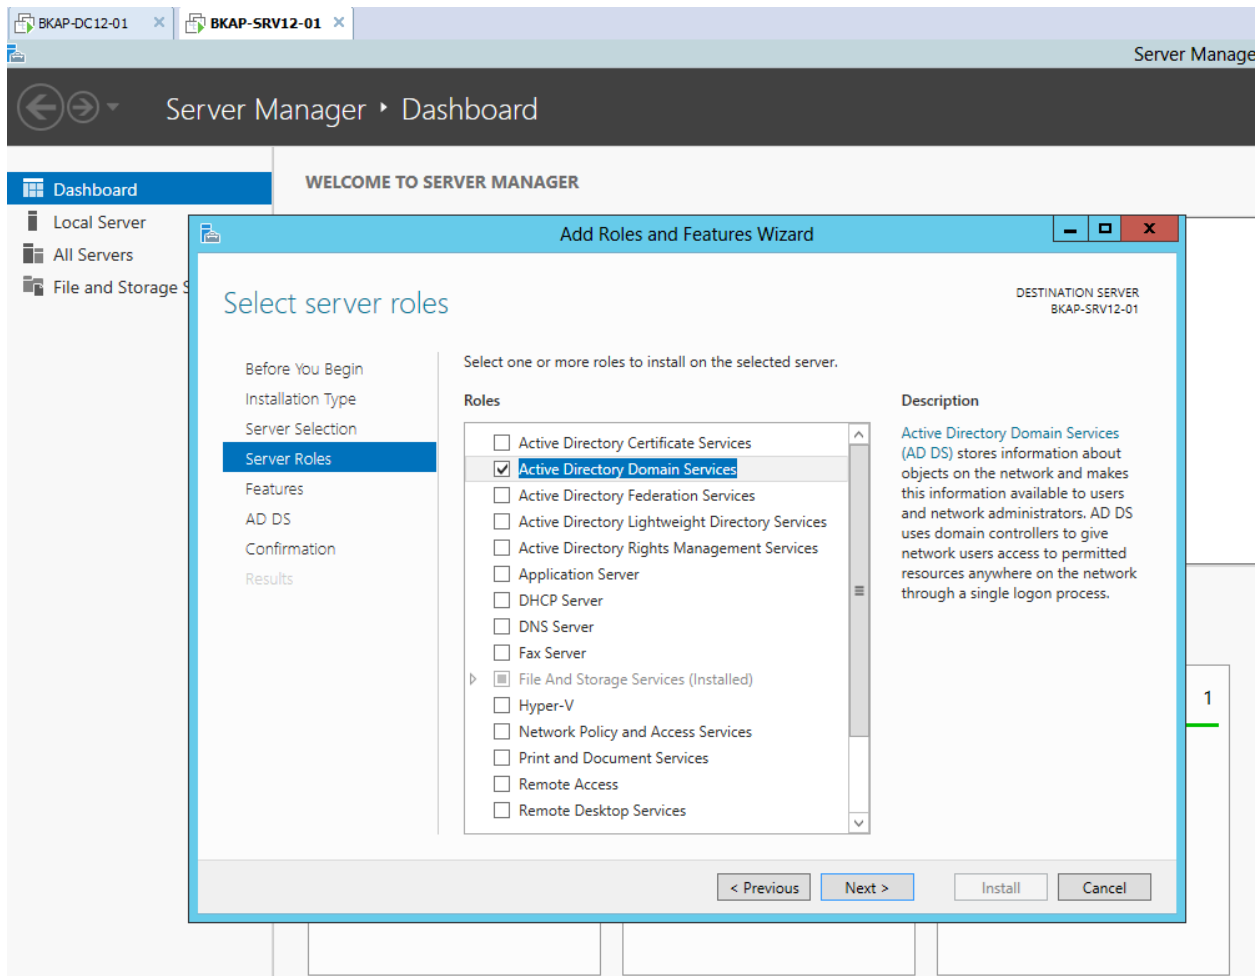 BKAP-DC12-01
BKAP-SRV12-01
Server Manage
Server Manager
Dashboard
Dashboard
Local Server
All Servers
File and Storage S
WELCOME TO SERVER MANAGER
Add Roles and Features Wizard
X
Select server roles
DESTINATION SERVER
BKAP-SRV12-01
Before You Begin
Installation Type
Server Selection
Server Roles
Features
AD DS
Confirmation
Results
Select one or more roles to install on the selected server.
Roles
Active Directory Certificate Services
Active Directory Domain Services
Active Directory Federation Services
Active Directory Lightweight Directory Services
Active Directory Rights Management Services
Application Server
DHCP Server
DNS Server
Fax Server
File And Storage Services (Installed)
Hyper-V
Network Policy and Access Services
Print and Document Services
Remote Access
Remote Desktop Services
Description
Active Directory Domain Services
(AD DS) stores information about
objects on the network and makes
this information available to users
and network administrators. AD DS
uses domain controllers to give
network users access to permitted
resources anywhere on the network
through a single logon process.
1
< Previous
Next >
Install
Cancel